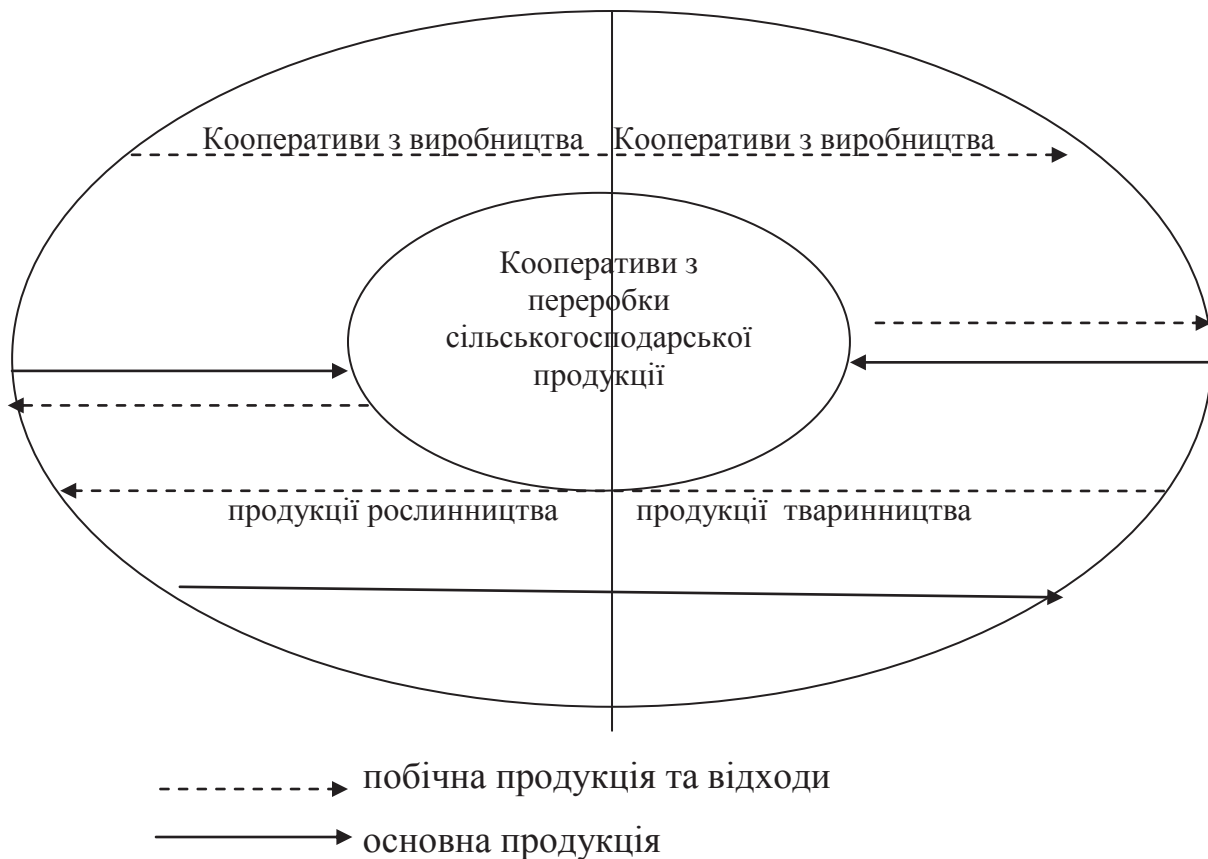 Кооперативи з виробництва
Кооперативи з виробництва
Кооперативи з
переробки
сільськогосподарської
продукції
продукції рослинництва
продукції тваринництва
побічна продукція та відходи
основна продукція